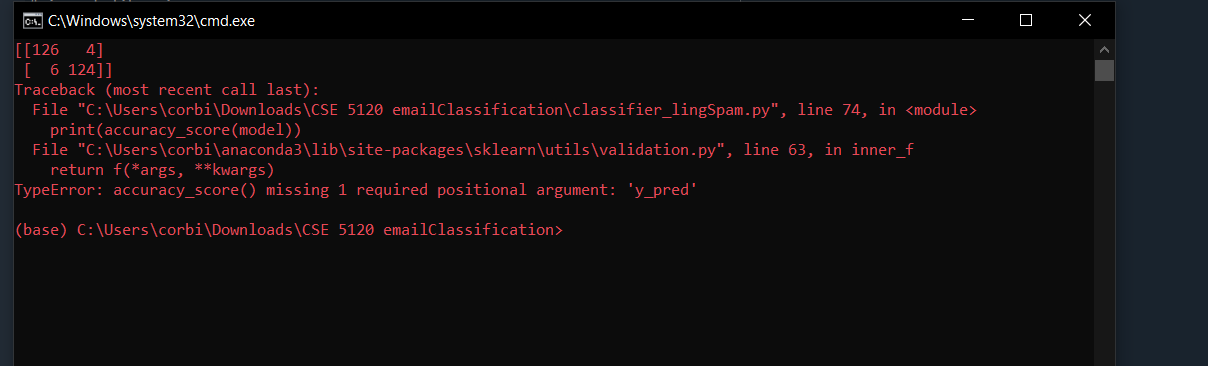 C:\Windows\system32\cmd.exe
[[126   4]
 [  6 124]]
Traceback (most recent call last):
  File "C:\Users\corbi\Downloads\CSE 5120 emailClassification\classifier_lingSpam.py", line 74, in <module>
    print(accuracy_score(model))
  File "C:\Users\corbi\anaconda3\lib\site-packages\sklearn\utils\validation.py", line 63, in inner_f
    return f(*args, **kwargs)
TypeError: accuracy_score() missing 1 required positional argument: 'y_pred'
(base) C:\Users\corbi\Downloads\CSE 5120 emailClassification>